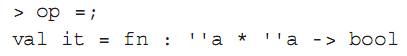 > op =;
val it = fn : ''a * ''a -> bool